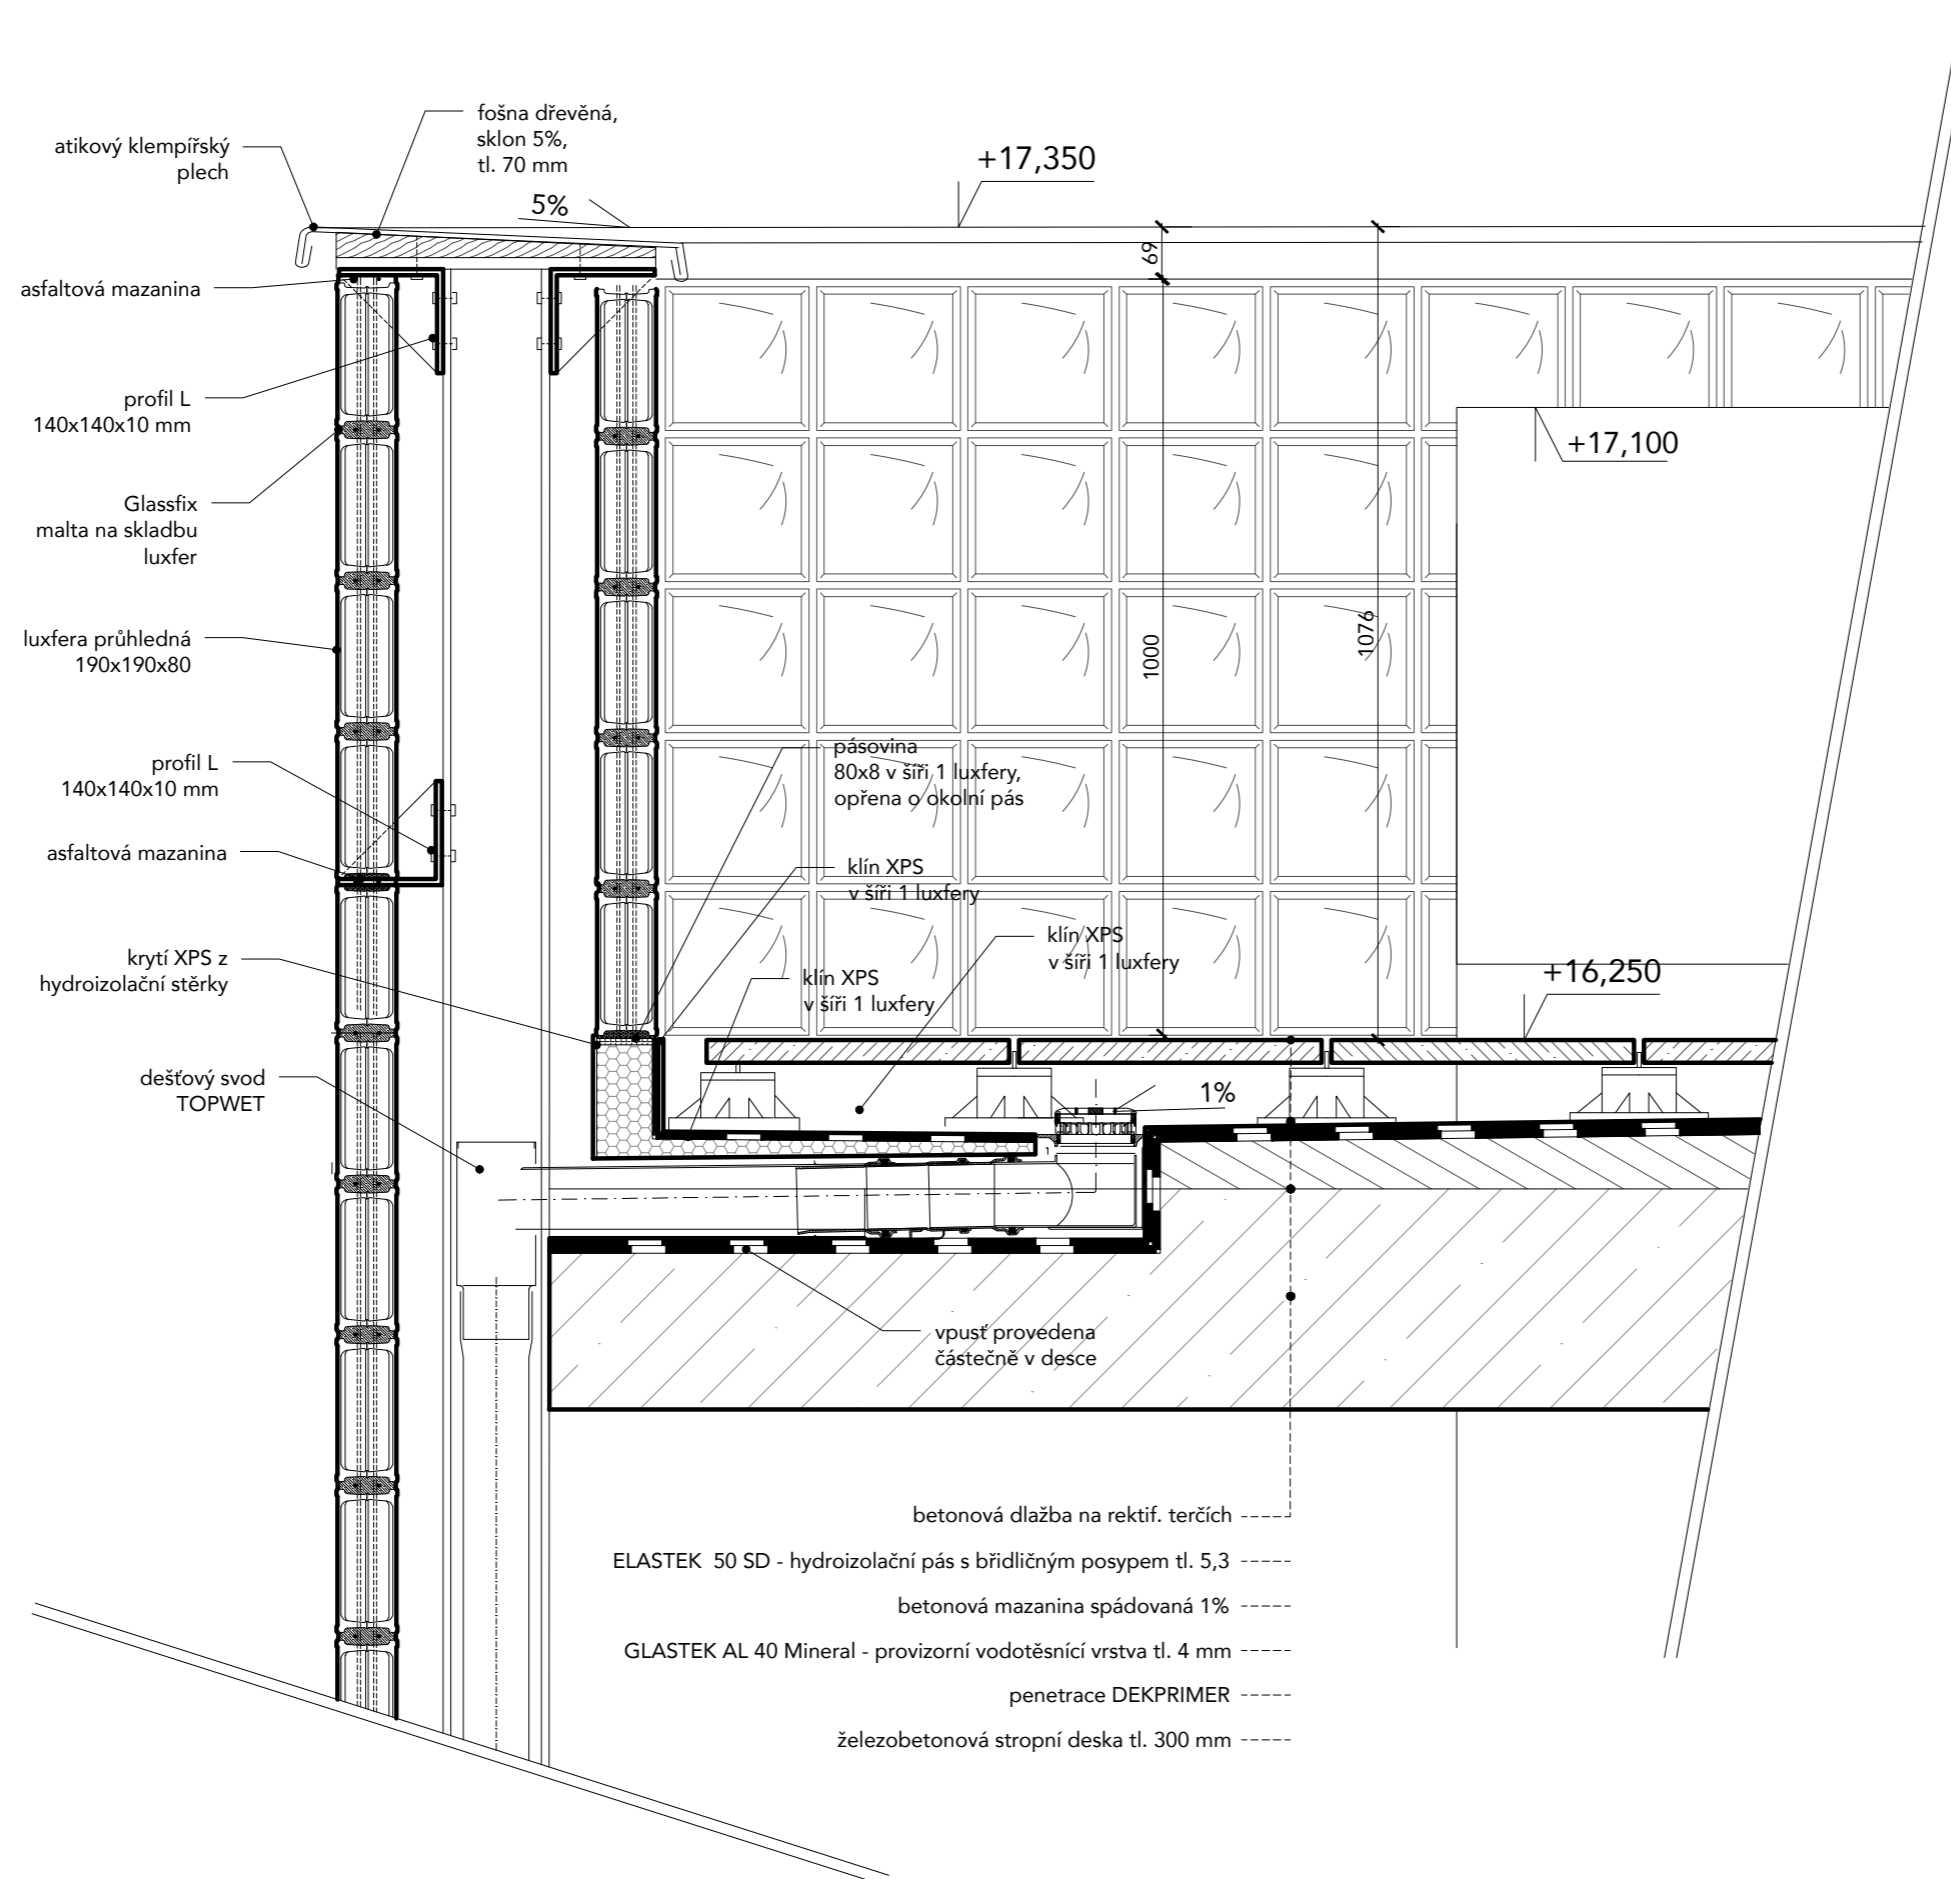 fošna dřevěná,
sklon 5%,
tl. 70 mm
atikový klempířský
plech
+17,350
5%
69
asfaltová mazanina
profil L
140x140x10 mm
+17,100
Glassfix
malta na skladbu
luxfer
luxfera průhledná
190x190x80
1000
1076
pásovina
80x8 v šíři 1 luxfery,
opřena o okolní pás
profil L
140x140x10 mm
asfaltová mazanina
klín XPS
v šíři 1 luxfery
klín XPS
v šíři 1 luxfery
krytí XPS z
hydroizolační stěrky
klín XPS
v šíři 1 luxfery
+16,250
dešťový svod
TOPWET
1%
vpusť provedena
částečně v desce
betonová dlažba na rektif. terčích
ELASTEK 50 SD - hydroizolační pás s břidličným posypem tl. 5,3
betonová mazanina spádovaná 1%
GLASTEK AL 40 Mineral - provizorní vodotěsnící vrstva tl. 4 mm
penetrace DEKPRIMER
železobetonová stropní deska tl. 300 mm